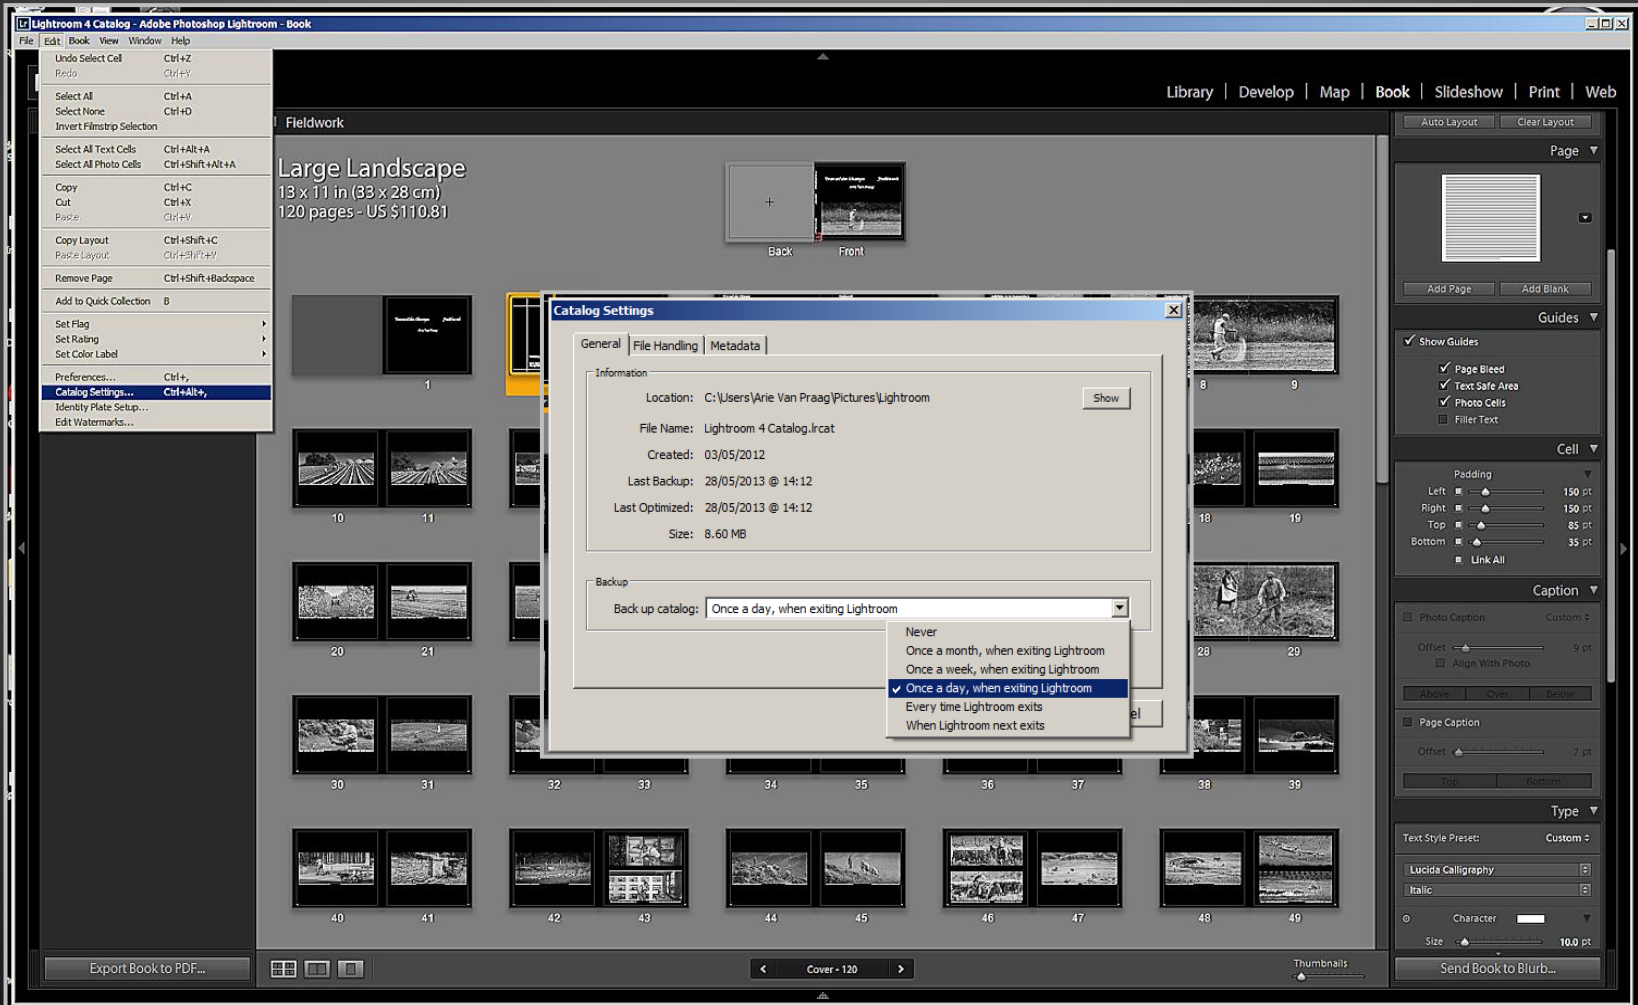 Lightroom 4 Catalog - Adobe Photoshop Lightroom - Book
File Edit Book View Window Help
Undo Select Cell Ctrl+Z
Redo Ctrl+Y
Select All Ctrl+A
Select None Ctrl+D
Invert Filmstrip Selection
Select All Text Cells Ctrl+Alt+A
Select All Photo Cells Ctrl+Shift+Alt+A
Copy Ctrl+C
Cut Ctrl+X
Paste Ctrl+V
Copy Layout Ctrl+Shift+C
Paste Layout Ctrl+Shift+V
Remove Page Ctrl+Shift+Backspace
Add to Quick Collection B
Set Flag
Set Rating
Set Color Label
Preferences... Ctrl+,
Catalog Settings... Ctrl+Alt+,
Identity Plate Setup...
Edit Watermarks...
Library | Develop | Map | Book | Slideshow | Print | Web
Fieldwork
Large Landscape
13 x 11 in (33 x 28 cm)
120 pages - US $110.81
Back Front
1 8 9
10 11 18 19
20 21 28 29
30 31 32 33 34 35 36 37 38 39
40 41 42 43 44 45 46 47 48 49
Catalog Settings
General File Handling Metadata
Information
Location: C:\Users\Arie Van Praag\Pictures\Lightroom Show
File Name: Lightroom 4 Catalog.lrcat
Created: 03/05/2012
Last Backup: 28/05/2013 @ 14:12
Last Optimized: 28/05/2013 @ 14:12
Size: 8.60 MB
Backup
Back up catalog: Once a day, when exiting Lightroom
Never
Once a month, when exiting Lightroom
Once a week, when exiting Lightroom
Once a day, when exiting Lightroom
Every time Lightroom exits
When Lightroom next exits
el
Auto Layout Clear Layout
Page
Add Page Add Blank
Guides
Show Guides
Page Bleed
Text Safe Area
Photo Cells
Filler Text
Cell
Padding
Left 150 pt
Right 150 pt
Top 85 pt
Bottom 35 pt
Link All
Caption
Photo Caption Custom
Offset 9 pt
Align With Photo
Above Over Below
Page Caption
Offset 7 pt
Top Bottom
Type
Text Style Preset: Custom
Lucida Calligraphy
Italic
Character
Size 10.0 pt
Export Book to PDF...
Cover - 120
Thumbnails
Send Book to Blurb...